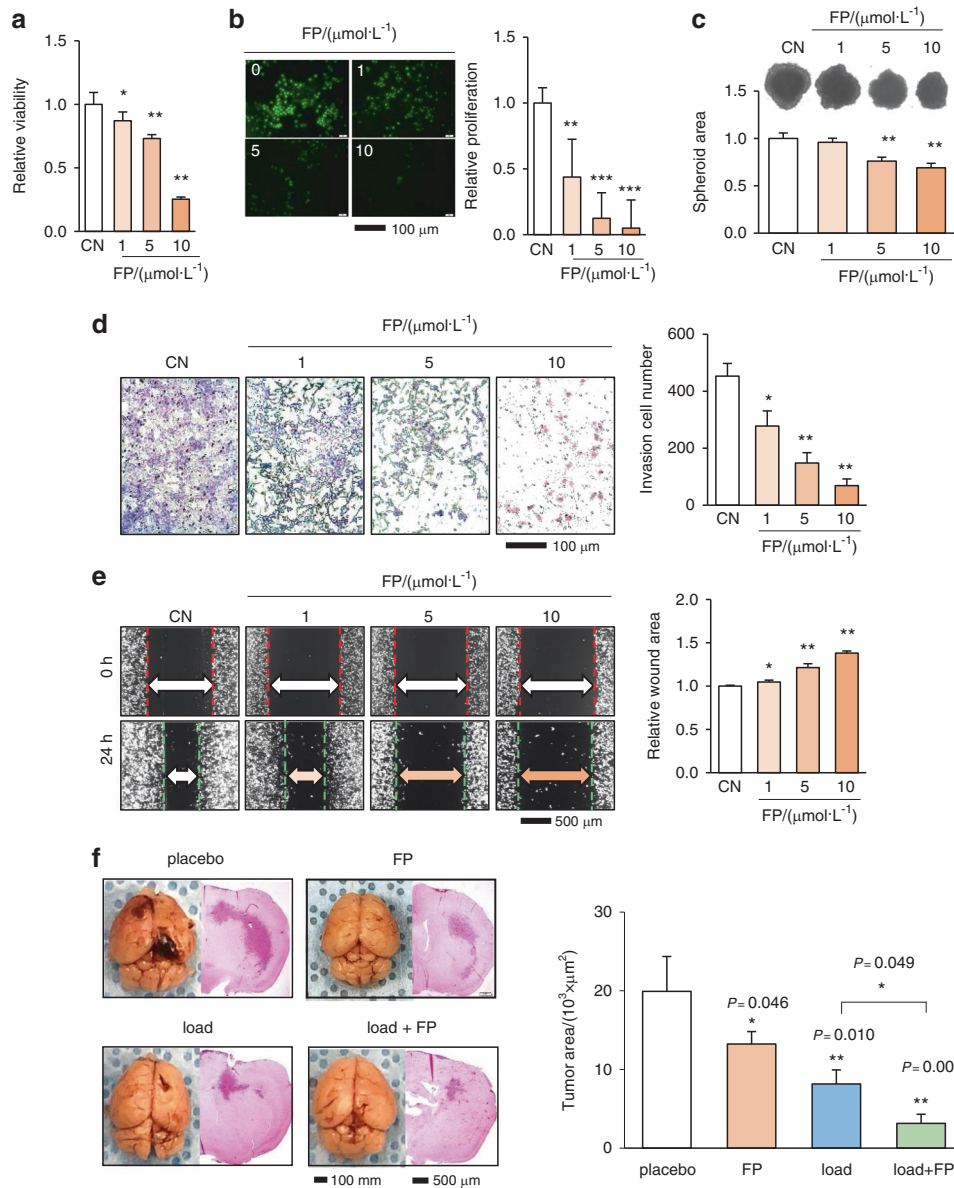 a
Relative viability
1.5
1.0
0.5
0.0
*
**
**
CN
1
5
10
FP/(μmol·L⁻¹)
b
FP/(μmol·L⁻¹)
0
1
5
10
100 μm
Relative proliferation
1.5
1.0
0.5
0.0
**
***
***
CN
1
5
10
FP/(μmol·L⁻¹)
c
FP/(μmol·L⁻¹)
CN
1
5
10
Spheroid area
1.5
1.0
0.5
0.0
**
**
CN
1
5
10
FP/(μmol·L⁻¹)
d
FP/(μmol·L⁻¹)
CN
1
5
10
100 μm
Invasion cell number
600
400
200
0
*
**
**
CN
1
5
10
FP/(μmol·L⁻¹)
e
FP/(μmol·L⁻¹)
CN
1
5
10
0 h
24 h
500 μm
Relative wound area
2.0
1.5
1.0
0.5
0.0
*
**
**
CN
1
5
10
FP/(μmol·L⁻¹)
f
placebo
FP
load
load + FP
100 mm
500 μm
Tumor area/(10³×μm²)
30
20
10
0
P= 0.046
*
P= 0.010
**
P= 0.049
*
P= 0.00
**
placebo
FP
load
load+FP